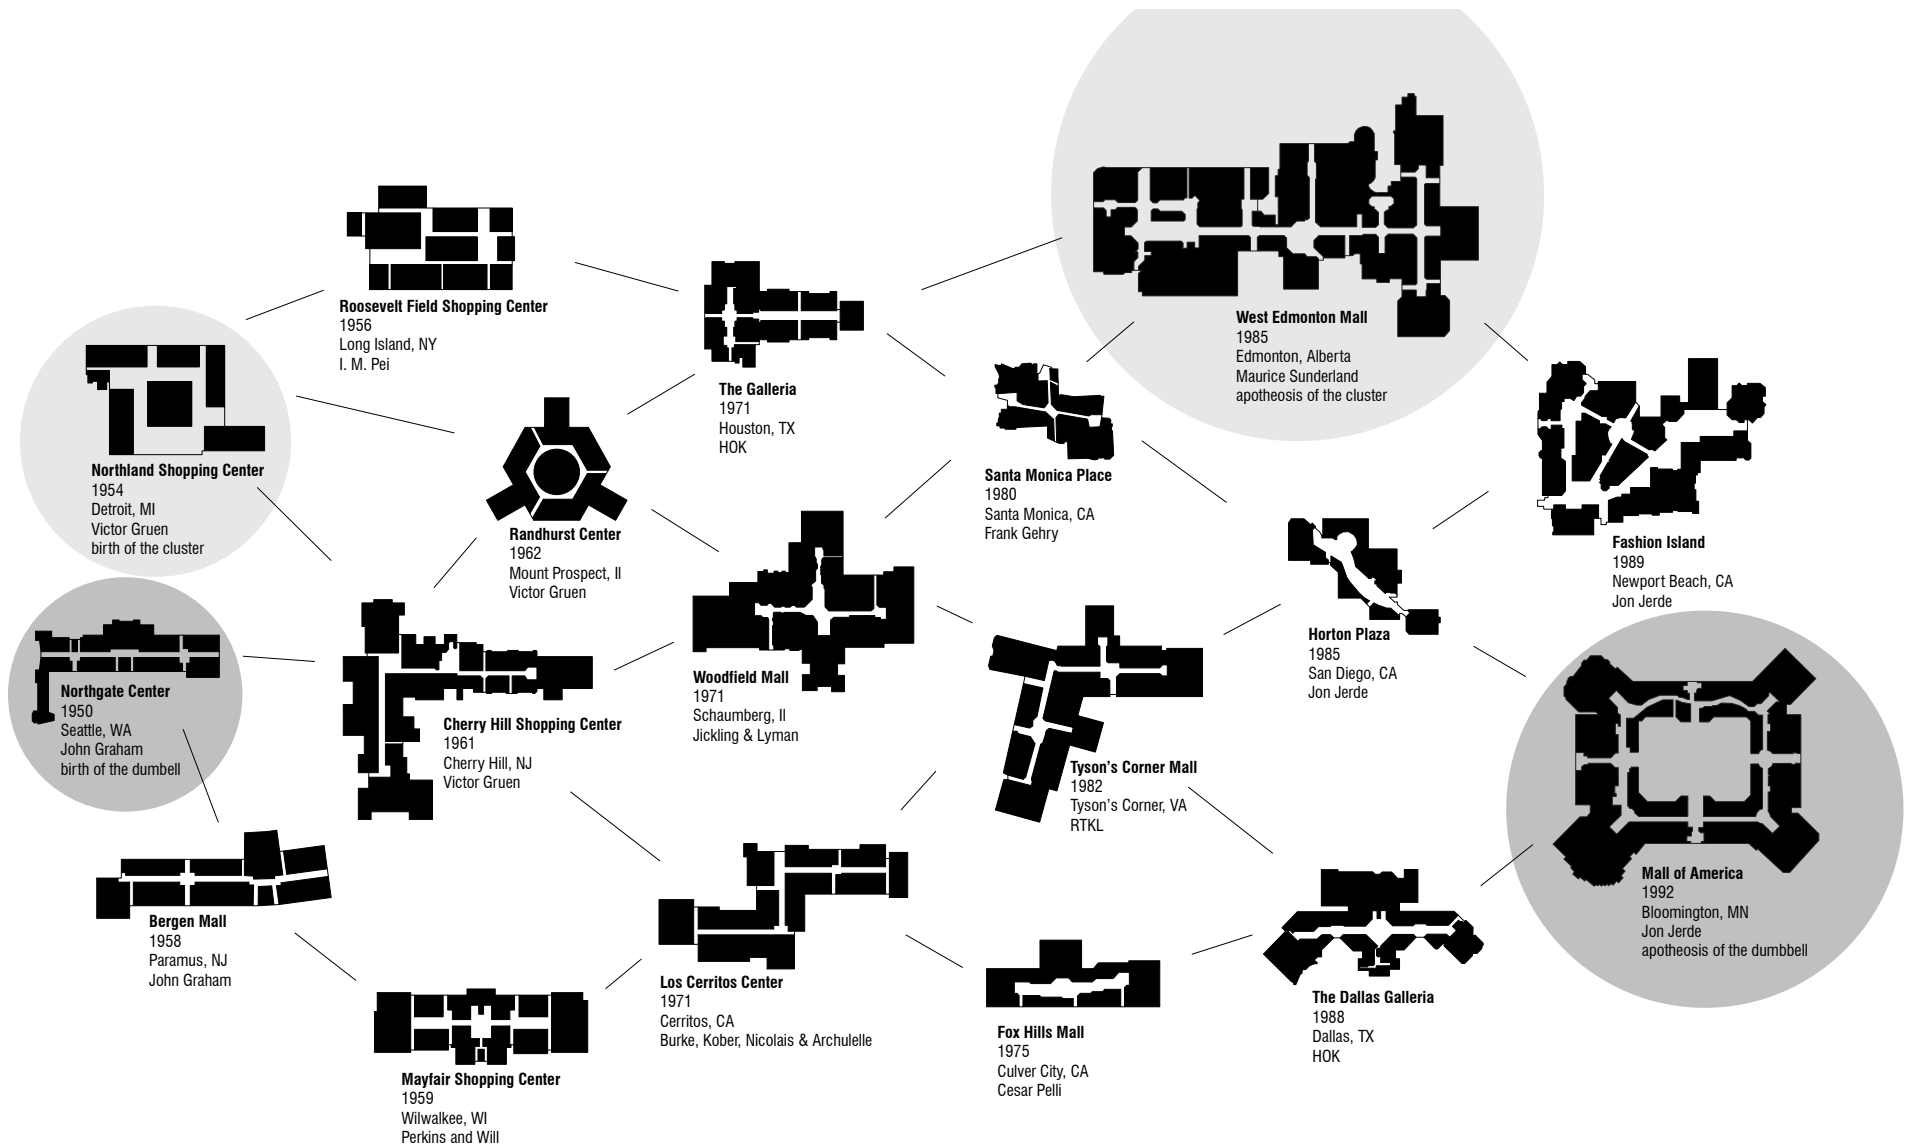 Roosevelt Field Shopping Center
1956
Long Island, NY
I. M. Pei
The Galleria
1971
Houston, TX
HOK
West Edmonton Mall
1985
Edmonton, Alberta
Maurice Sunderland
apotheosis of the cluster
Northland Shopping Center
1954
Detroit, MI
Victor Gruen
birth of the cluster
Randhurst Center
1962
Mount Prospect, Il
Victor Gruen
Santa Monica Place
1980
Santa Monica, CA
Frank Gehry
Fashion Island
1989
Newport Beach, CA
Jon Jerde
Northgate Center
1950
Seattle, WA
John Graham
birth of the dumbell
Cherry Hill Shopping Center
1961
Cherry Hill, NJ
Victor Gruen
Woodfield Mall
1971
Schaumberg, Il
Jickling & Lyman
Horton Plaza
1985
San Diego, CA
Jon Jerde
Tyson's Corner Mall
1982
Tyson's Corner, VA
RTKL
Mall of America
1992
Bloomington, MN
Jon Jerde
apotheosis of the dumbbell
Bergen Mall
1958
Paramus, NJ
John Graham
Los Cerritos Center
1971
Cerritos, CA
Burke, Kober, Nicolais & Archulelle
Fox Hills Mall
1975
Culver City, CA
Cesar Pelli
The Dallas Galleria
1988
Dallas, TX
HOK
Mayfair Shopping Center
1959
Wilwalkee, WI
Perkins and Will